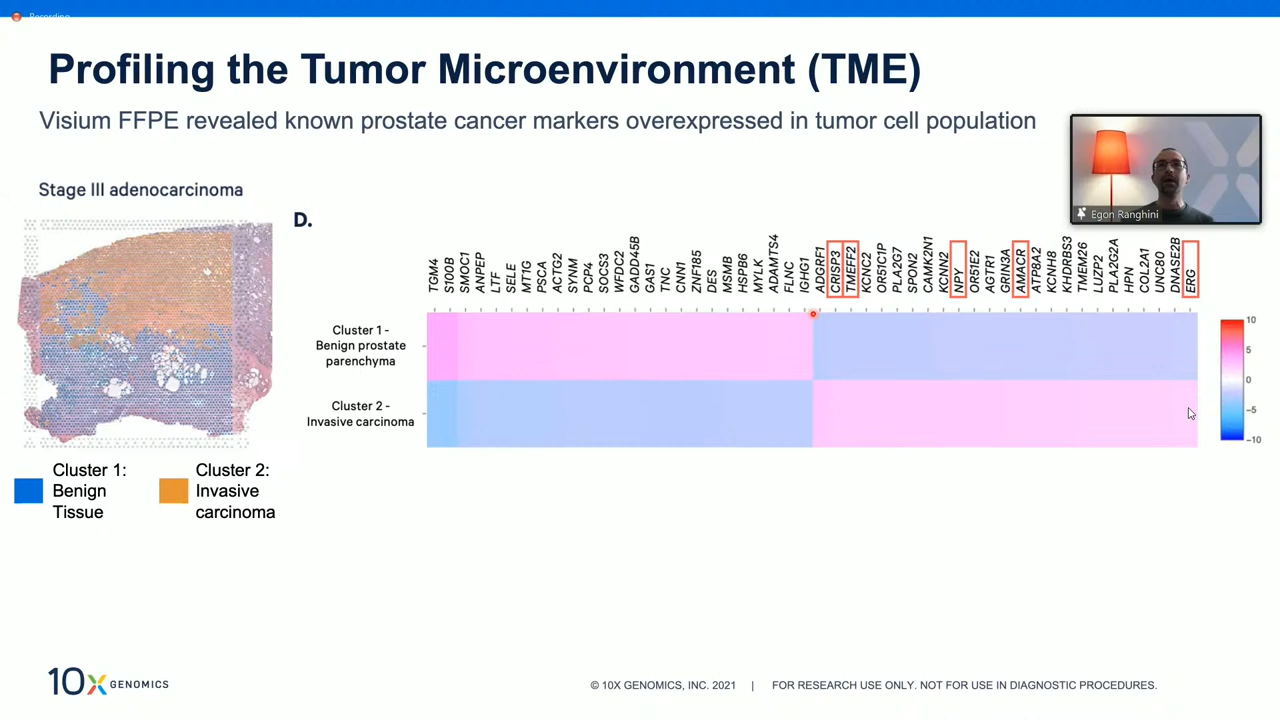 Recording
Profiling the Tumor Microenvironment (TME)
Visium FFPE revealed known prostate cancer markers overexpressed in tumor cell population
Egon Ranghini
Stage III adenocarcinoma
D.
TGM4
S100B
SMOC1
ANPEP
LTF
SELE
MT1G
PSCA
ACTG2
SYNM
PCP4
SOCS3
WFDC2
GADD45B
GAS1
TNC
CNN1
ZNF185
DES
MSMB
HSPB6
MYLK
ADAMTS4
FLNC
IGHG1
ADGRF1
CRISP3
TMEFF2
KCNC2
OR51C1P
PLA2G7
SPON2
CAMK2N1
KCNN2
NPY
OR51E2
AGTR1
GRIN3A
AMACR
ATP8A2
KCNH8
KHDRBS3
TMEM26
LUZP2
PLA2G2A
HPN
COL2A1
UNC80
DNASE2B
ERG
Cluster 1 -
Benign prostate
parenchyma
Cluster 2 -
Invasive carcinoma
10
5
0
−5
−10
Cluster 1:
Benign
Tissue
Cluster 2:
Invasive
carcinoma
10x GENOMICS
© 10X GENOMICS, INC. 2021 | FOR RESEARCH USE ONLY. NOT FOR USE IN DIAGNOSTIC PROCEDURES.